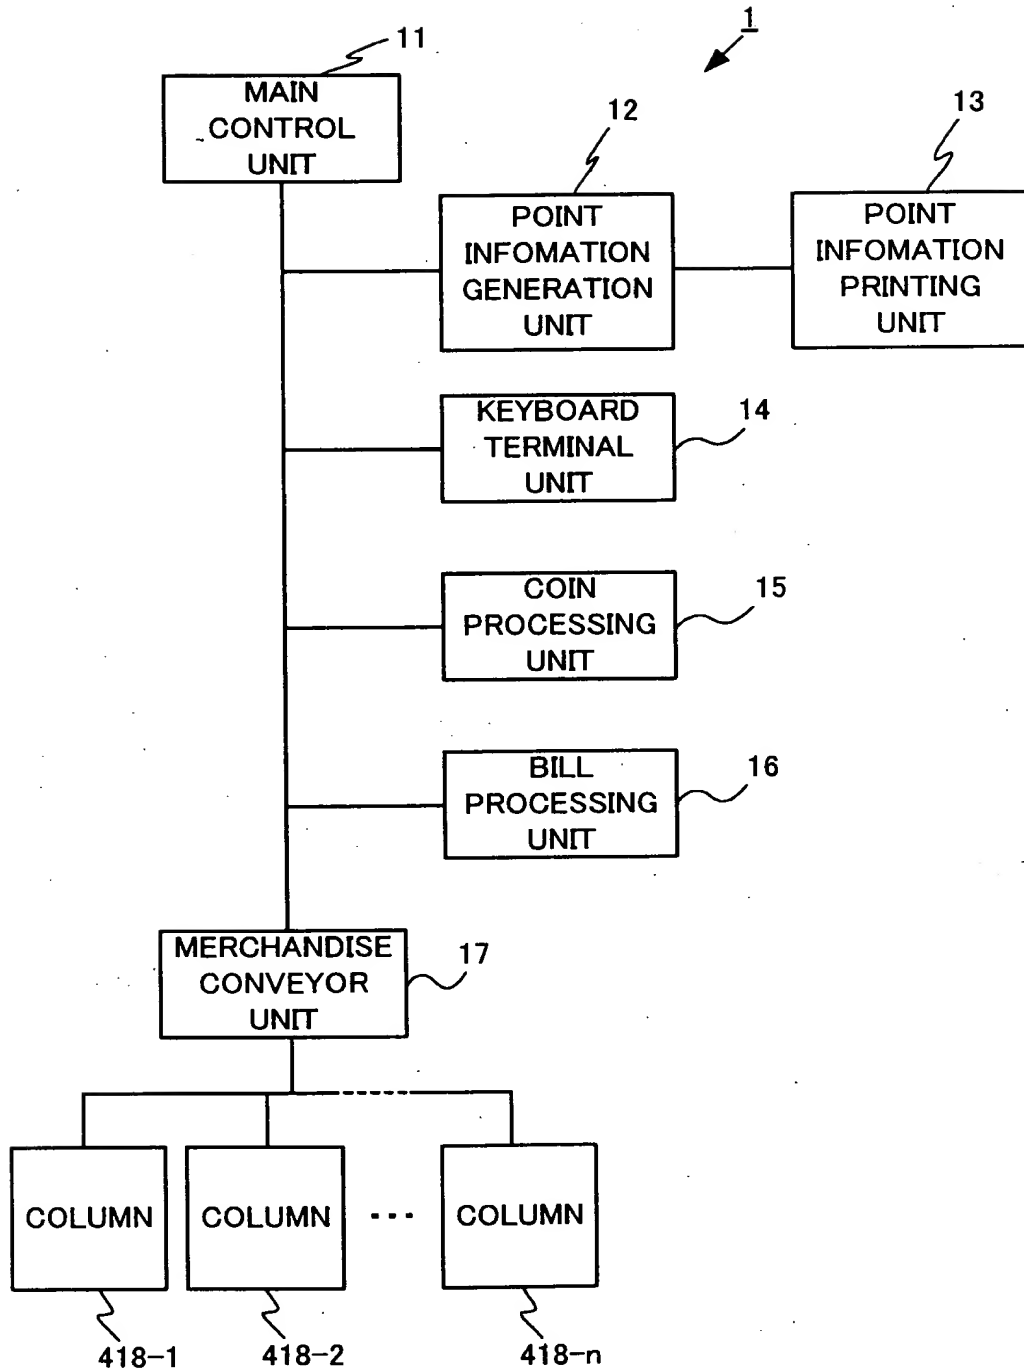 1
11
MAIN
CONTROL
UNIT
12
13
POINT
INFOMATION
GENERATION
UNIT
POINT
INFOMATION
PRINTING
UNIT
KEYBOARD
TERMINAL
UNIT
14
COIN
PROCESSING
UNIT
15
BILL
PROCESSING
UNIT
16
MERCHANDISE
CONVEYOR
UNIT
17
COLUMN
COLUMN
...
COLUMN
418-1
418-2
418-n